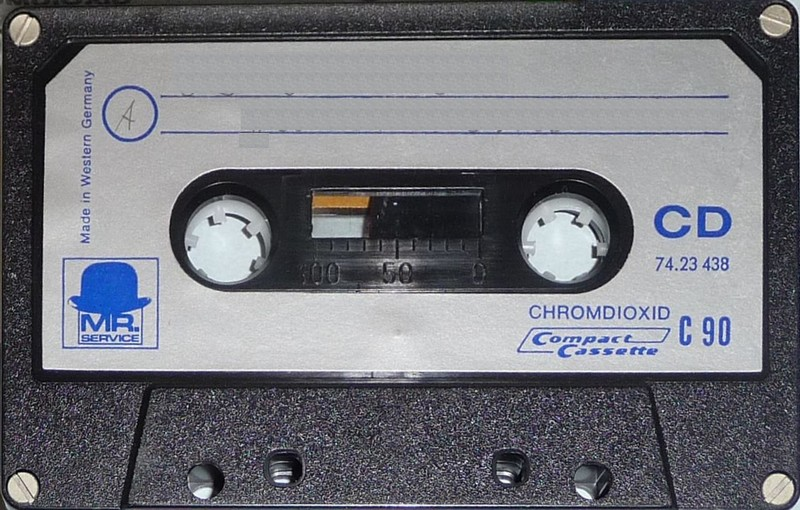 Made in Western Germany
A
CD
74.23 438
100 50 0
MR.
SERVICE
CHROMDIOXID
Compact
Cassette
C 90